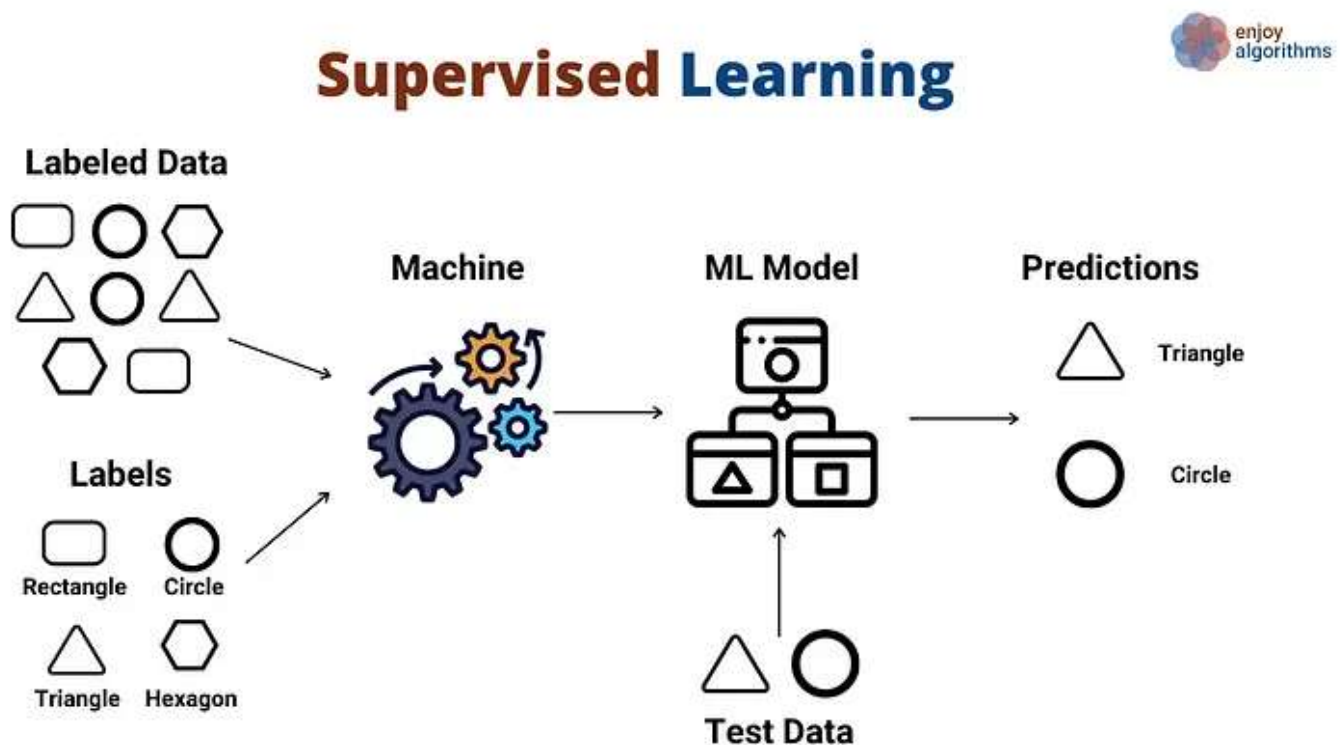 enjoy
algorithms
Supervised Learning
Labeled Data
Machine
ML Model
Predictions
Triangle
Circle
Labels
Rectangle Circle
Triangle Hexagon
Test Data